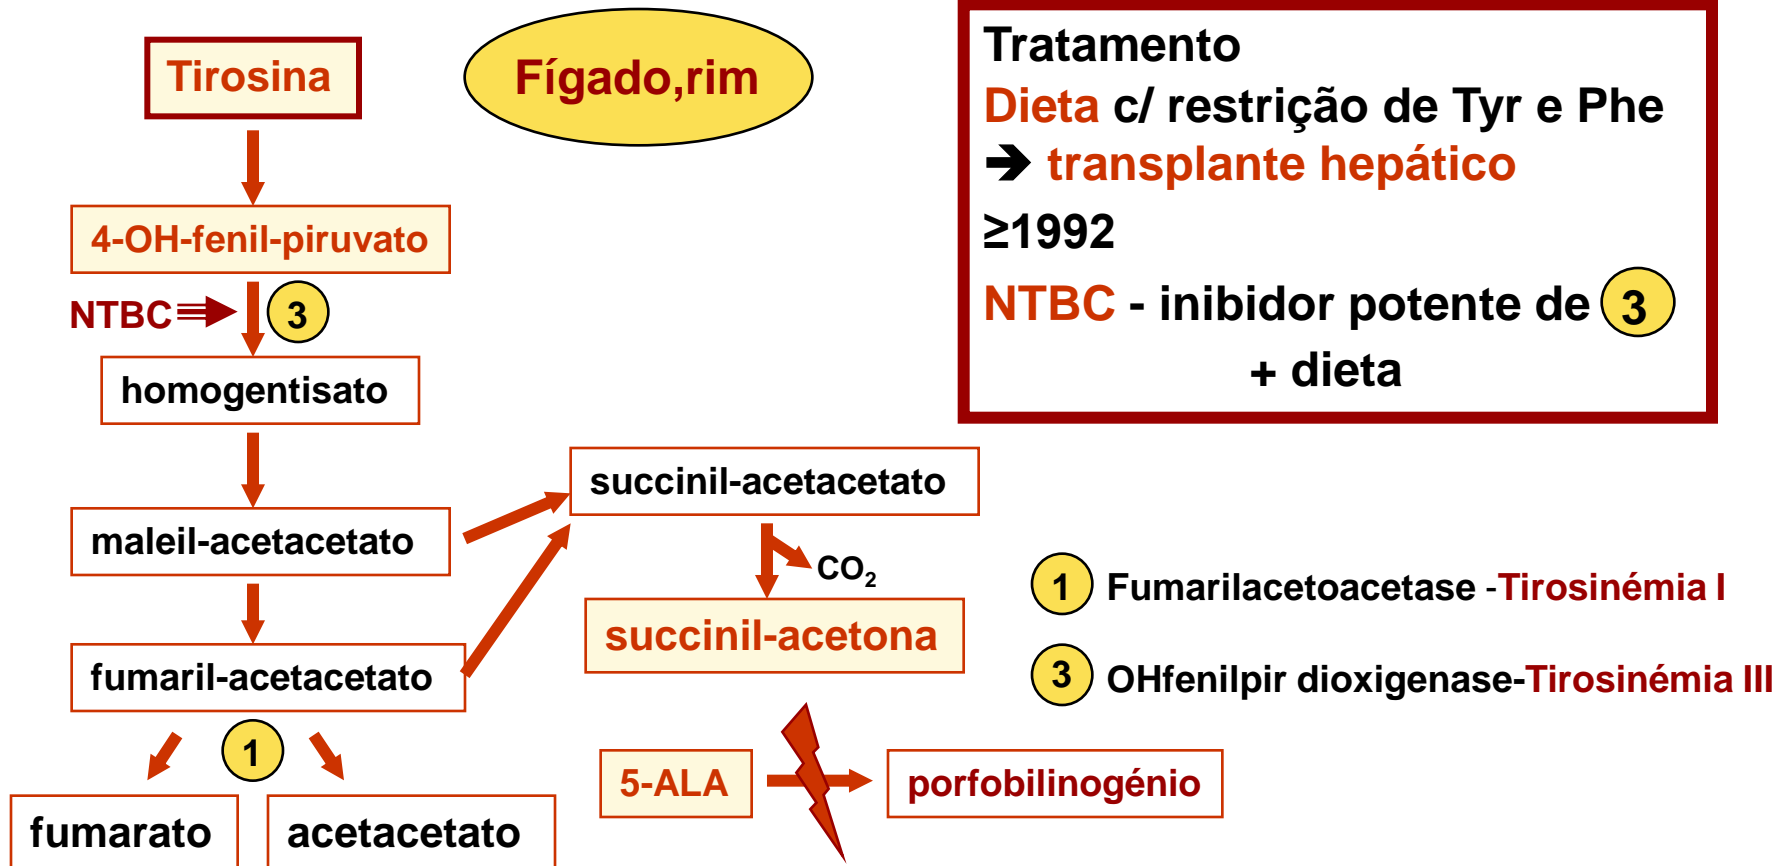 Tirosina
Fígado,rim
4-OH-fenil-piruvato
NTBC
3
homogentisato
maleil-acetacetato
fumaril-acetacetato
1
fumarato
acetacetato
succinil-acetacetato
CO₂
succinil-acetona
5-ALA
porfobilinogénio
Tratamento
Dieta c/ restrição de Tyr e Phe
➔ transplante hepático
≥1992
NTBC - inibidor potente de 3
+ dieta
1 Fumarilacetoacetase -Tirosinémia I
3 OHfenilpir dioxigenase-Tirosinémia III